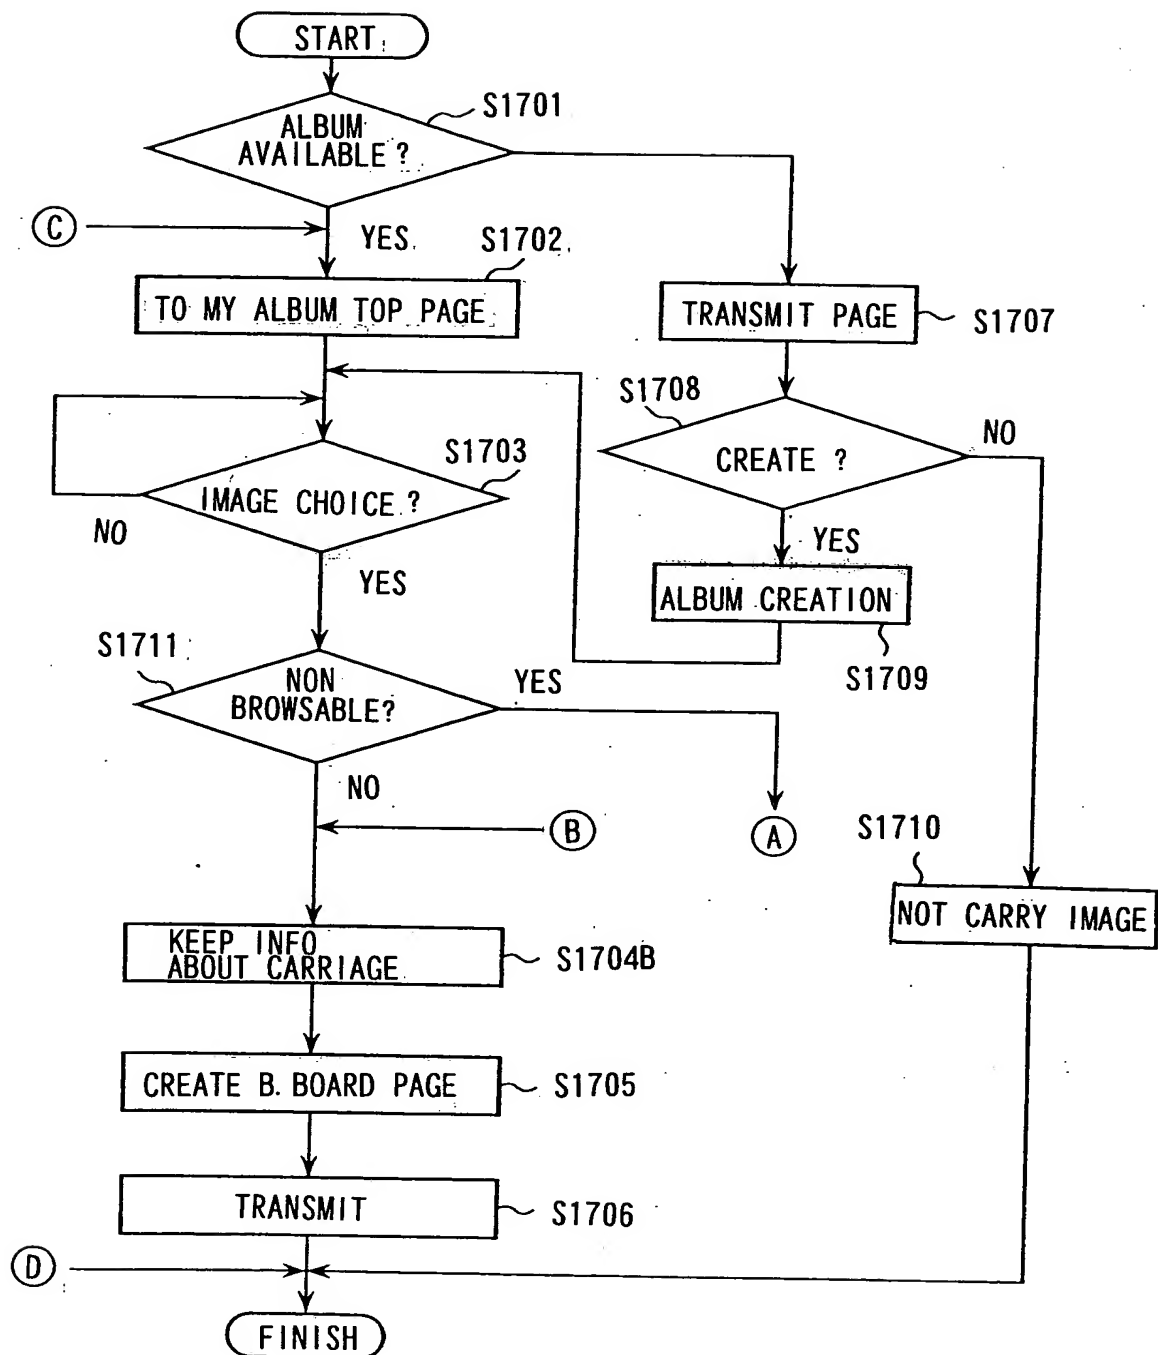 START
S1701
ALBUM
AVAILABLE ?
C
YES
S1702
TO MY ALBUM TOP PAGE
TRANSMIT PAGE
S1707
S1708
CREATE ?
NO
S1703
IMAGE CHOICE ?
NO
YES
YES
ALBUM CREATION
S1709
S1711
NON
BROWSABLE?
YES
NO
B
A
S1710
NOT CARRY IMAGE
KEEP INFO
ABOUT CARRIAGE
S1704B
CREATE B. BOARD PAGE
S1705
TRANSMIT
S1706
D
FINISH